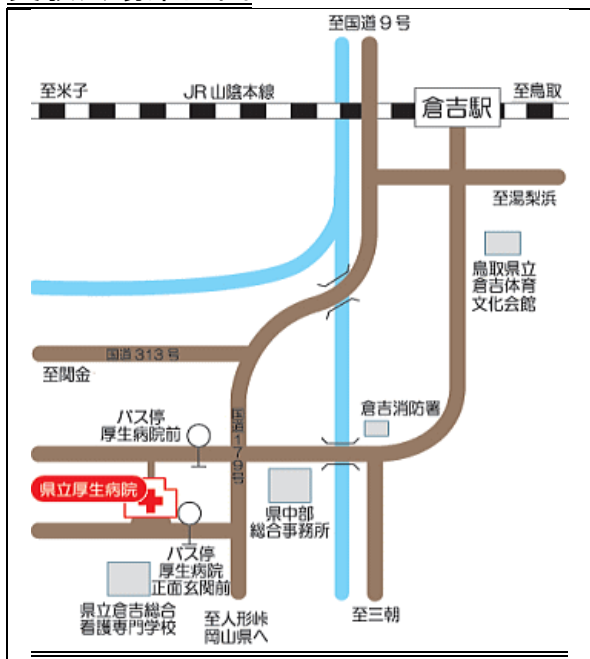 至国道9号
至米子
JR山陰本線
倉吉駅
至鳥取
至湯梨浜
鳥取県立
倉吉体育
文化会館
国道313号
至関金
倉吉消防署
バス停
厚生病院前
国道179号
県立厚生病院
県中部
総合事務所
バス停
厚生病院
正面玄関前
県立倉吉総合
看護専門学校
至人形峠
岡山県へ
至三朝